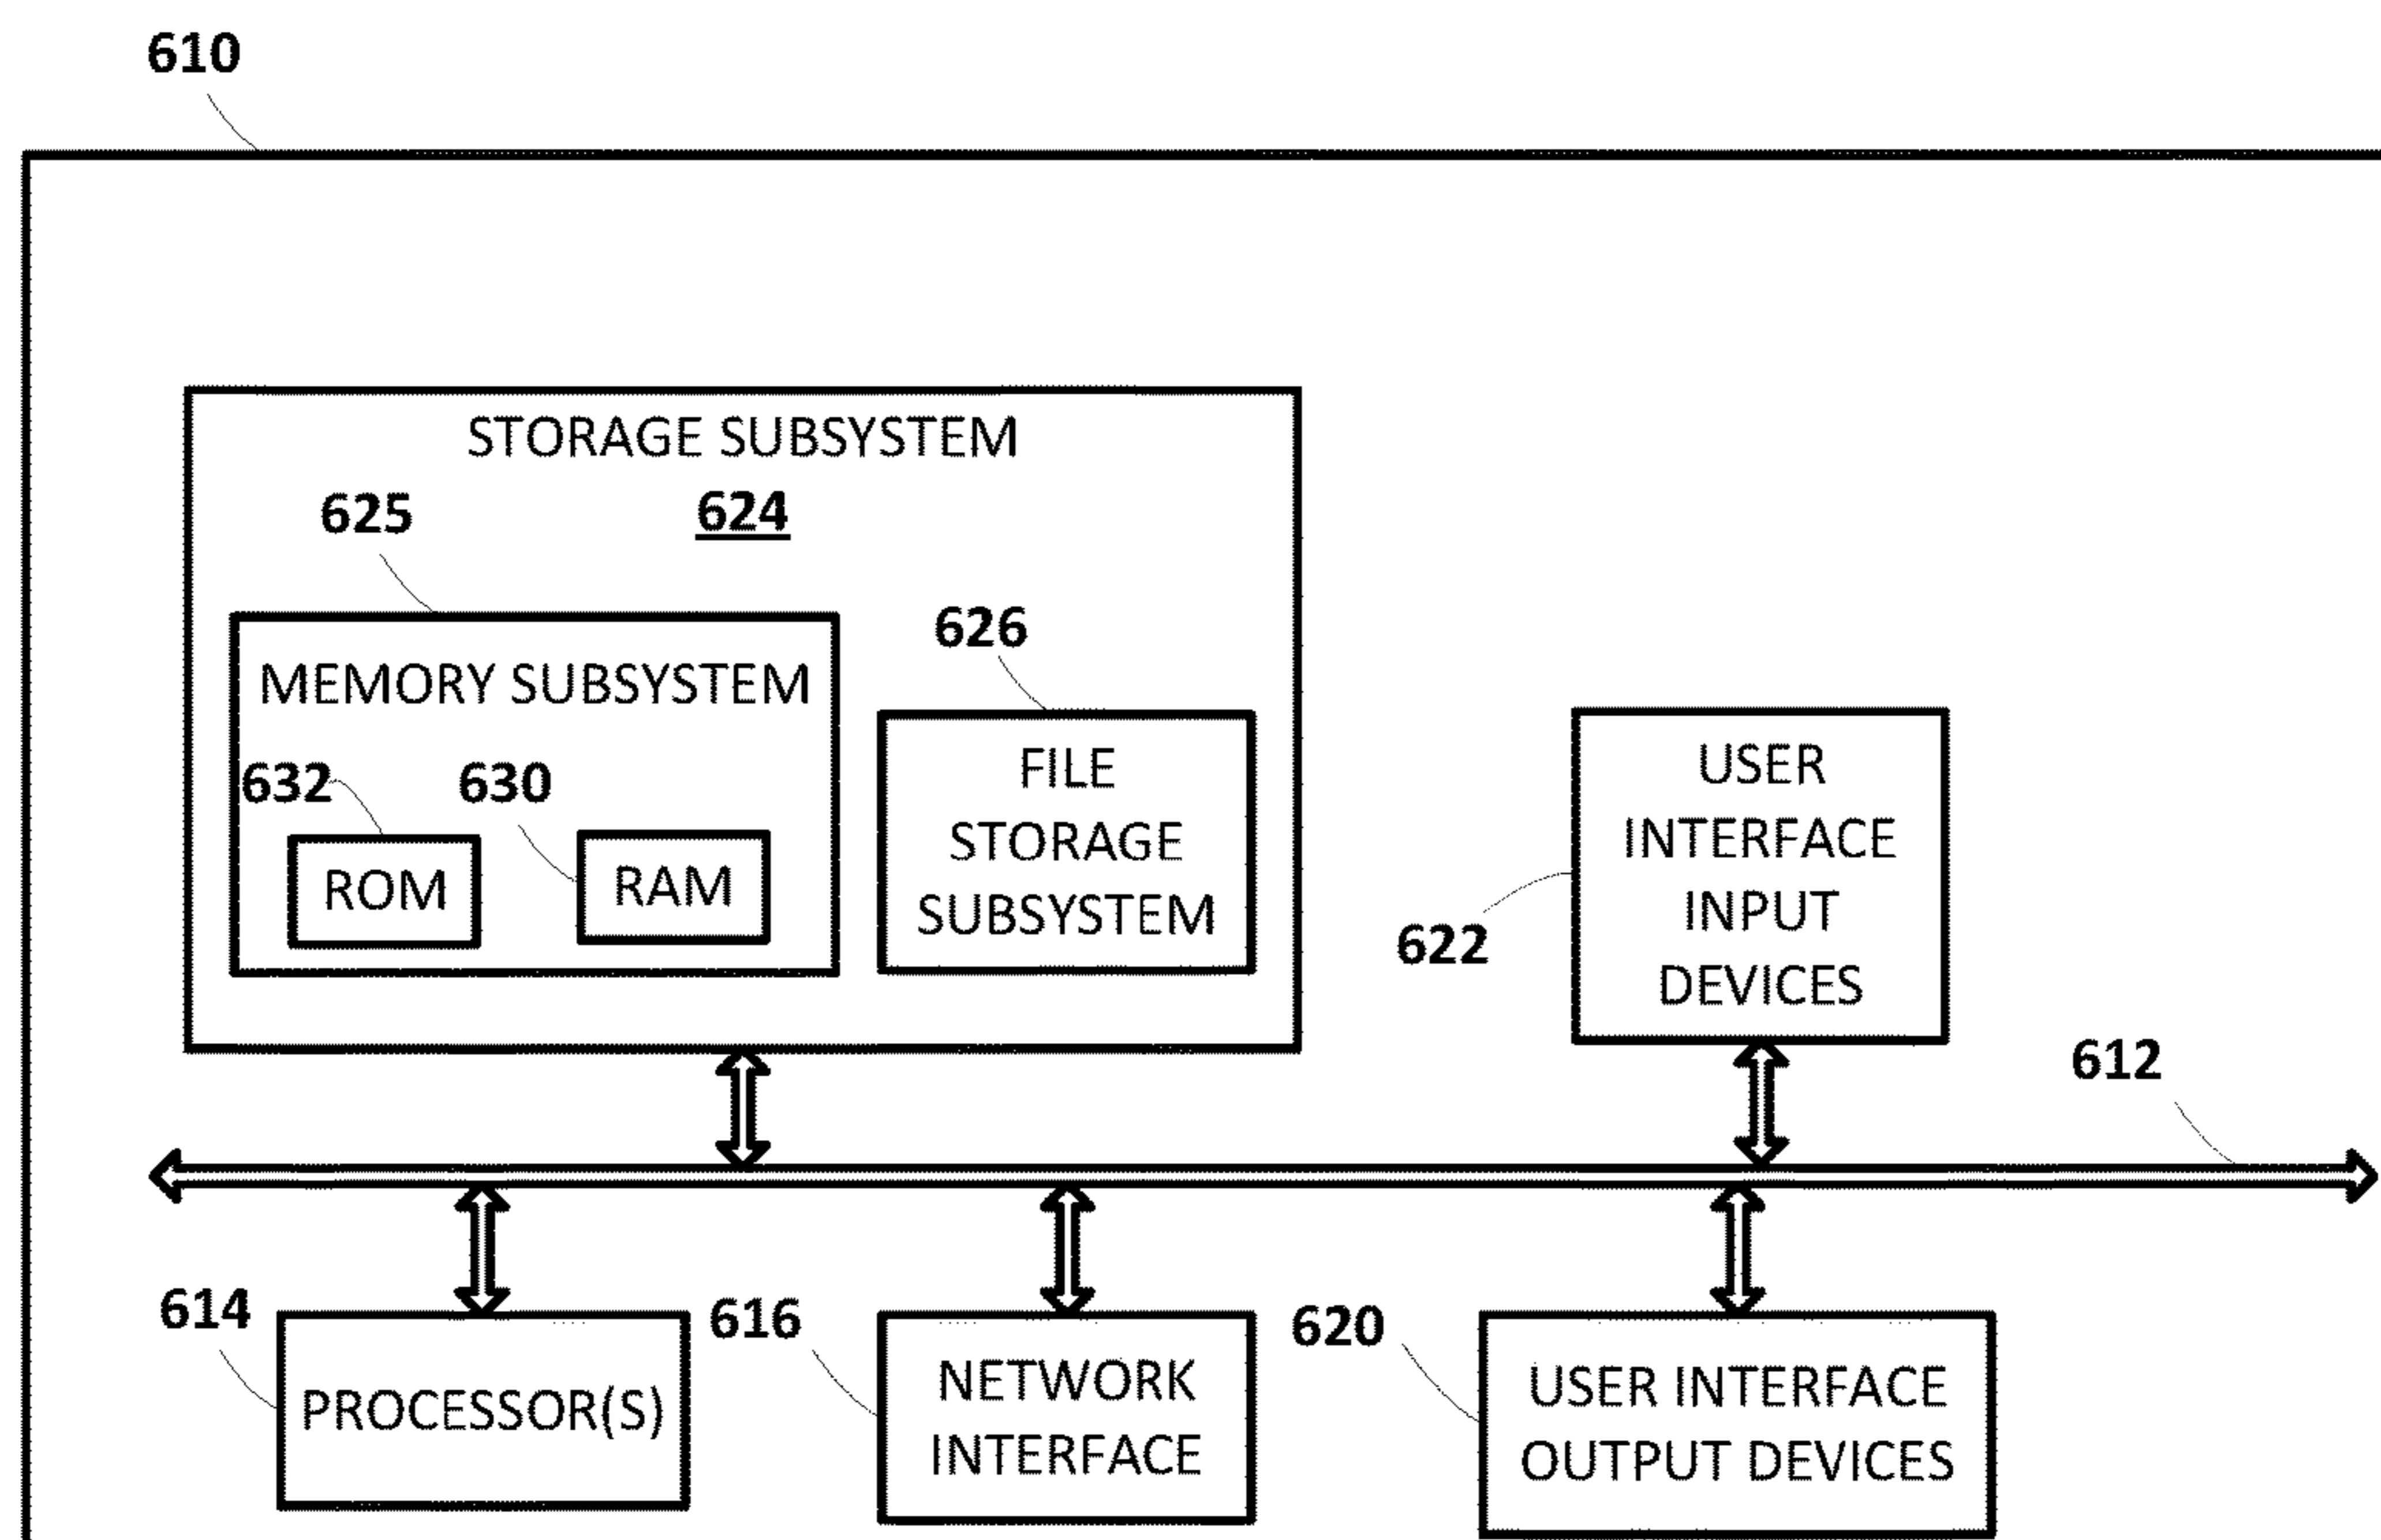 610
STORAGE SUBSYSTEM
624
625
MEMORY SUBSYSTEM
632
630
ROM
RAM
626
FILE
STORAGE
SUBSYSTEM
USER
INTERFACE
INPUT
DEVICES
622
612
614
PROCESSOR(S)
616
NETWORK
INTERFACE
620
USER INTERFACE
OUTPUT DEVICES